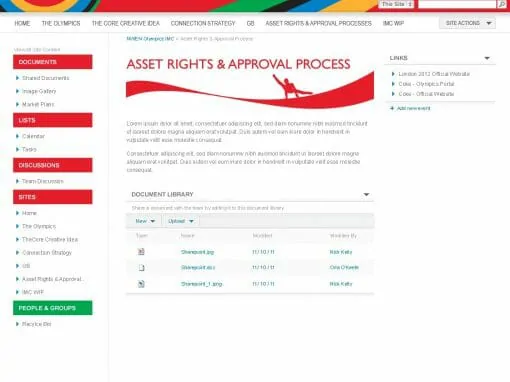 This Site
HOME THE OLYMPICS THE CORE CREATIVE IDEA CONNECTION STRATEGY GB ASSET RIGHTS & APPROVAL PROCESSES IMC WIP SITE ACTIONS
Olympics IMC > Asset Rights & Approval Process
View All Site Content
DOCUMENTS
Shared Documents
Image Gallery
Market Plans
LISTS
Calendar
Tasks
DISCUSSIONS
Team Discussion
SITES
Home
The Olympics
TheCore Creative Idea
Connection Strategy
GB
Asset Rights & Approval
IMC WIP
PEOPLE & GROUPS
Recycle Bin
ASSET RIGHTS & APPROVAL PROCESS
Lorem ipsum dolor sit amet, consectetuer adipiscing elit, sed diam nonummy nibh euismod tincidunt
ut laoreet dolore magna aliquam erat volutpat. Duis autem vel eum iriure dolor in hendrerit in
vulputate velit esse molestie consequat.
Consectetuer adipiscing elit, sed diam nonummy nibh euismod tincidunt ut laoreet dolore magna
aliquam erat volutpat. Duis autem vel eum iriure dolor in hendrerit in vulputate velit esse molestie
consequat.
DOCUMENT LIBRARY
Share a document with the team by adding it to this document library.
New Upload
Type Name Modified Modified By
Sharepoint.jpg 11/10/11 Nick Kelly
Sharepoint.doc 11/10/11 Orla O'Keefe
Sharepoint_1.png 11/10/11 Nick Kelly
LINKS
London 2012 Official Website
Coke - Olympics Portal
Coke - Official Website
Add new event